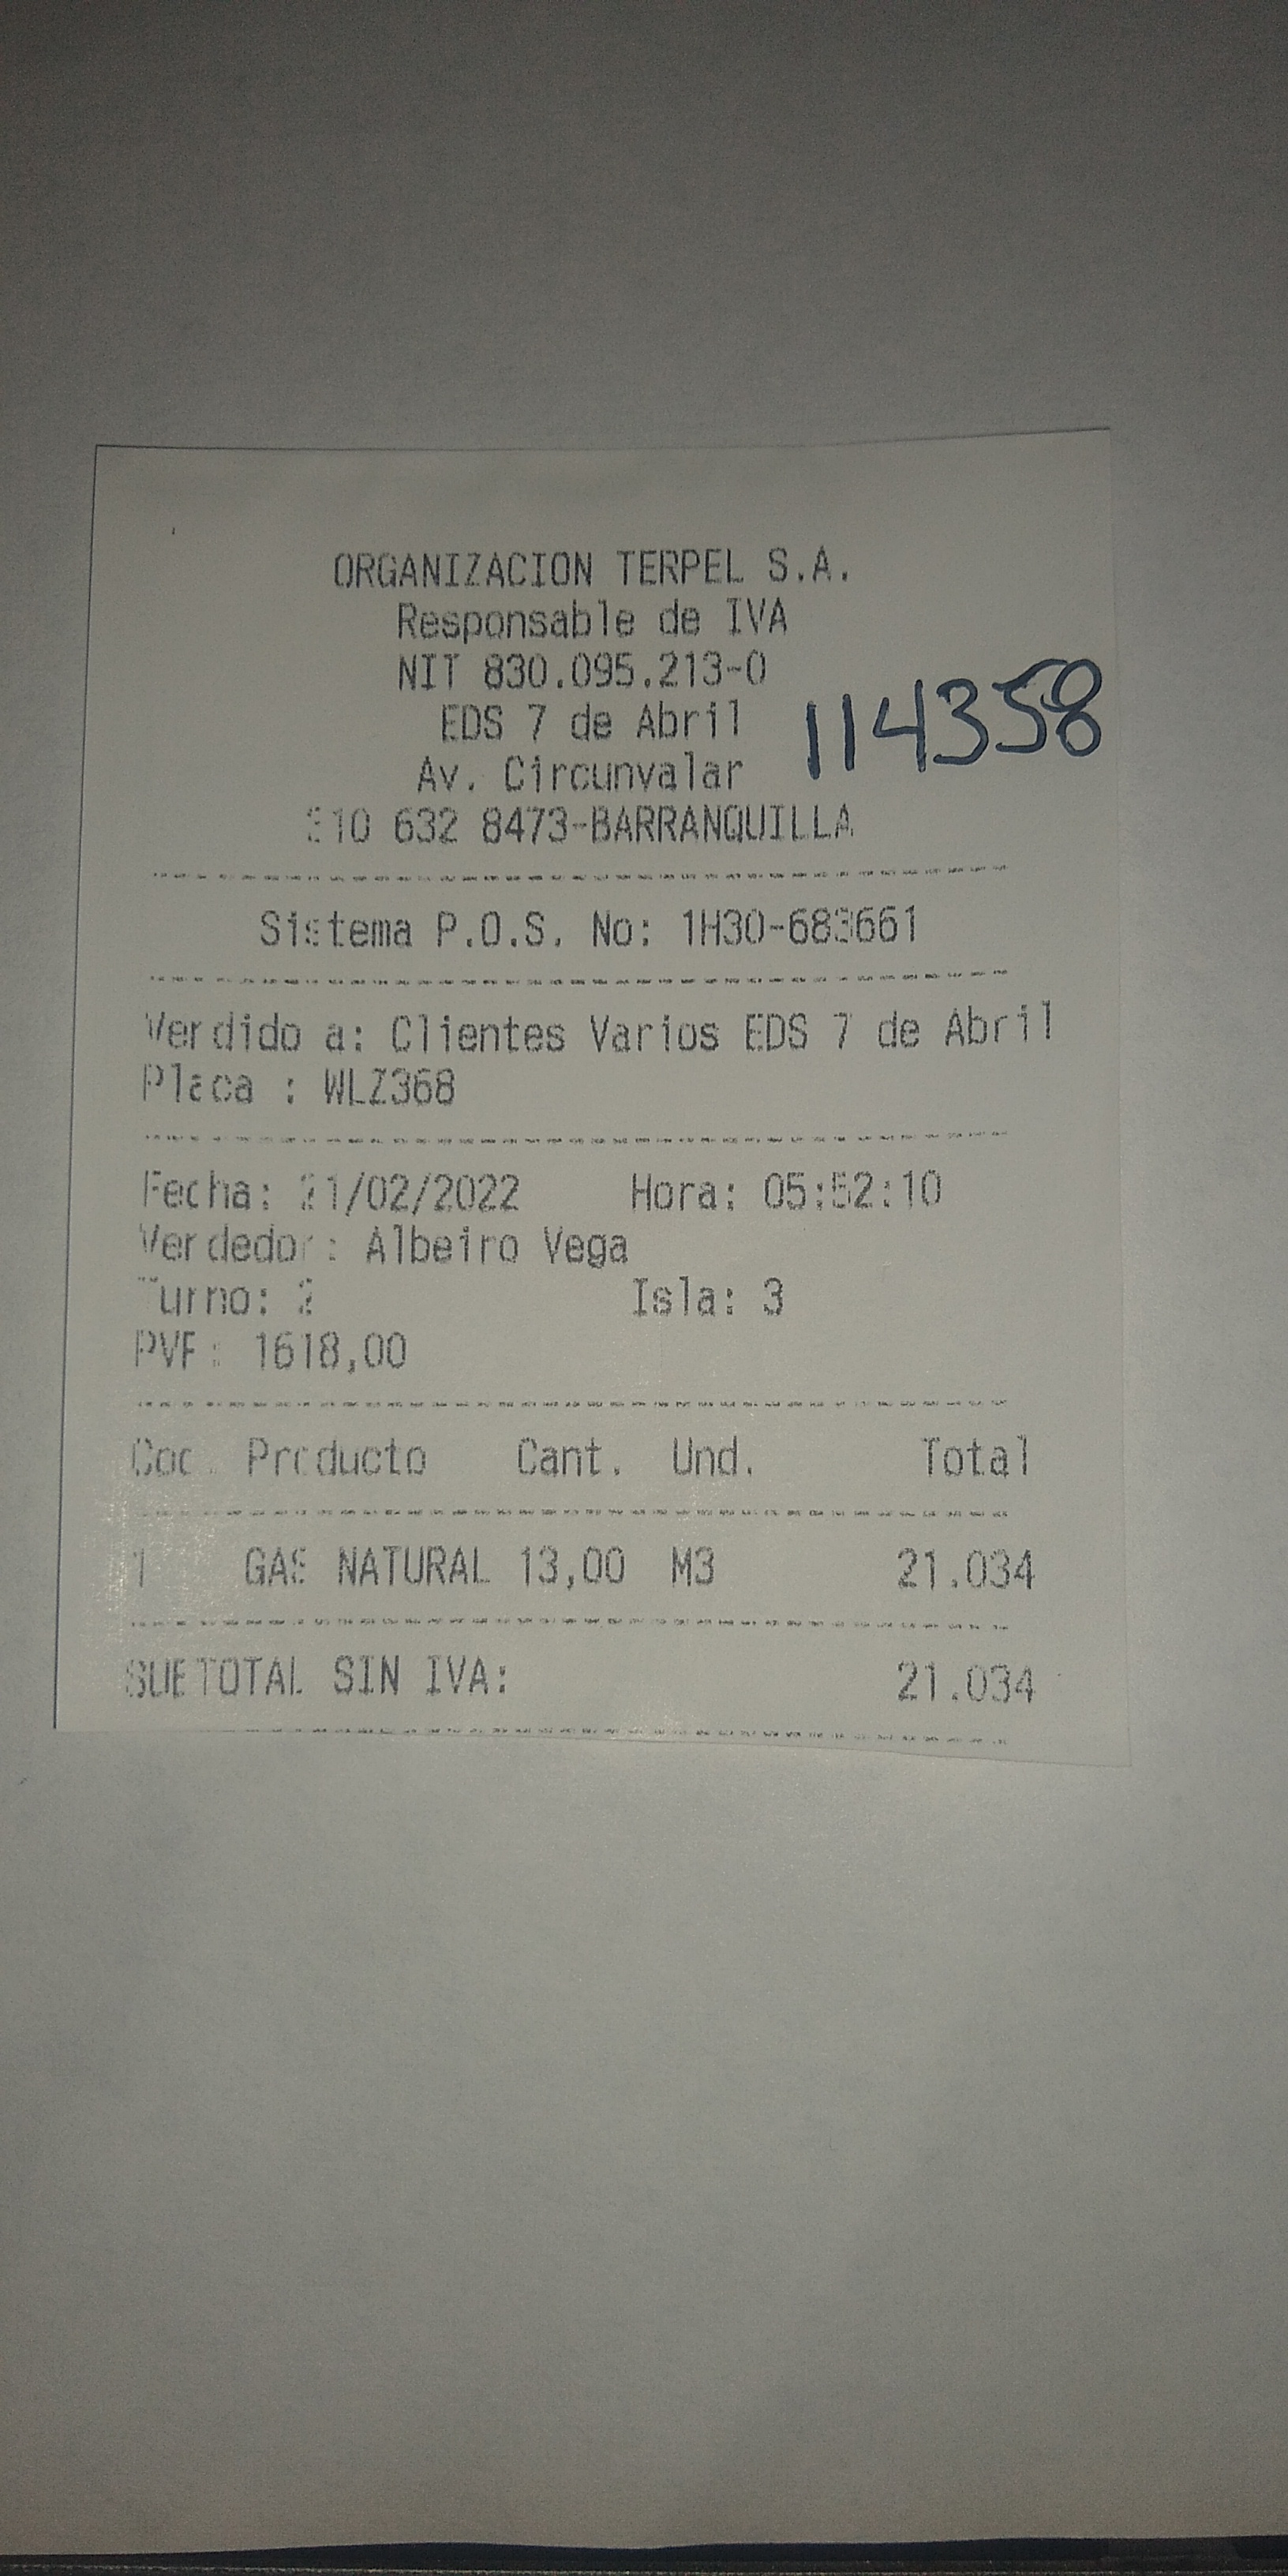 ORGANIZACION TERPEL S.A.
Responsable de IVA
NIT 830.095.213-0
EDS 7 de Abril
114358
Av. Circunvalar
310 632 8473-BARRANQUILLA
Sistema P.O.S. No: 1H30-683661
Vendido a: Clientes Varios EDS 7 de Abril
Placa : WLZ368
Fecha: 21/02/2022 Hora: 05:52:10
Vendedor: Albeiro Vega
Turno: 2 Isla: 3
PVP: 1618,00
Cod. Producto Cant. Und. Total
1 GAS NATURAL 13,00 M3 21.034
SUBTOTAL SIN IVA: 21.034